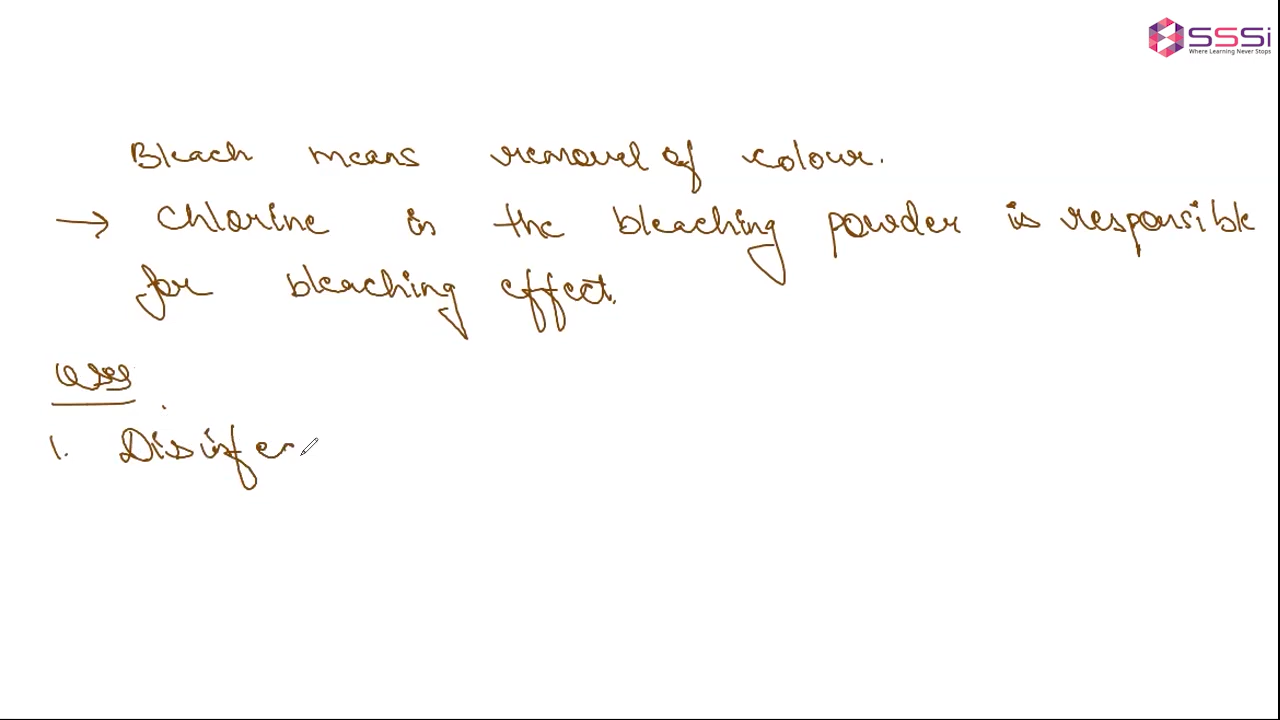 SSSi
Where Learning Never Stops
Bleach means removal of colour.
→ Chlorine in the bleaching powder is responsible
for bleaching effect.
Uses
1. Disinfec